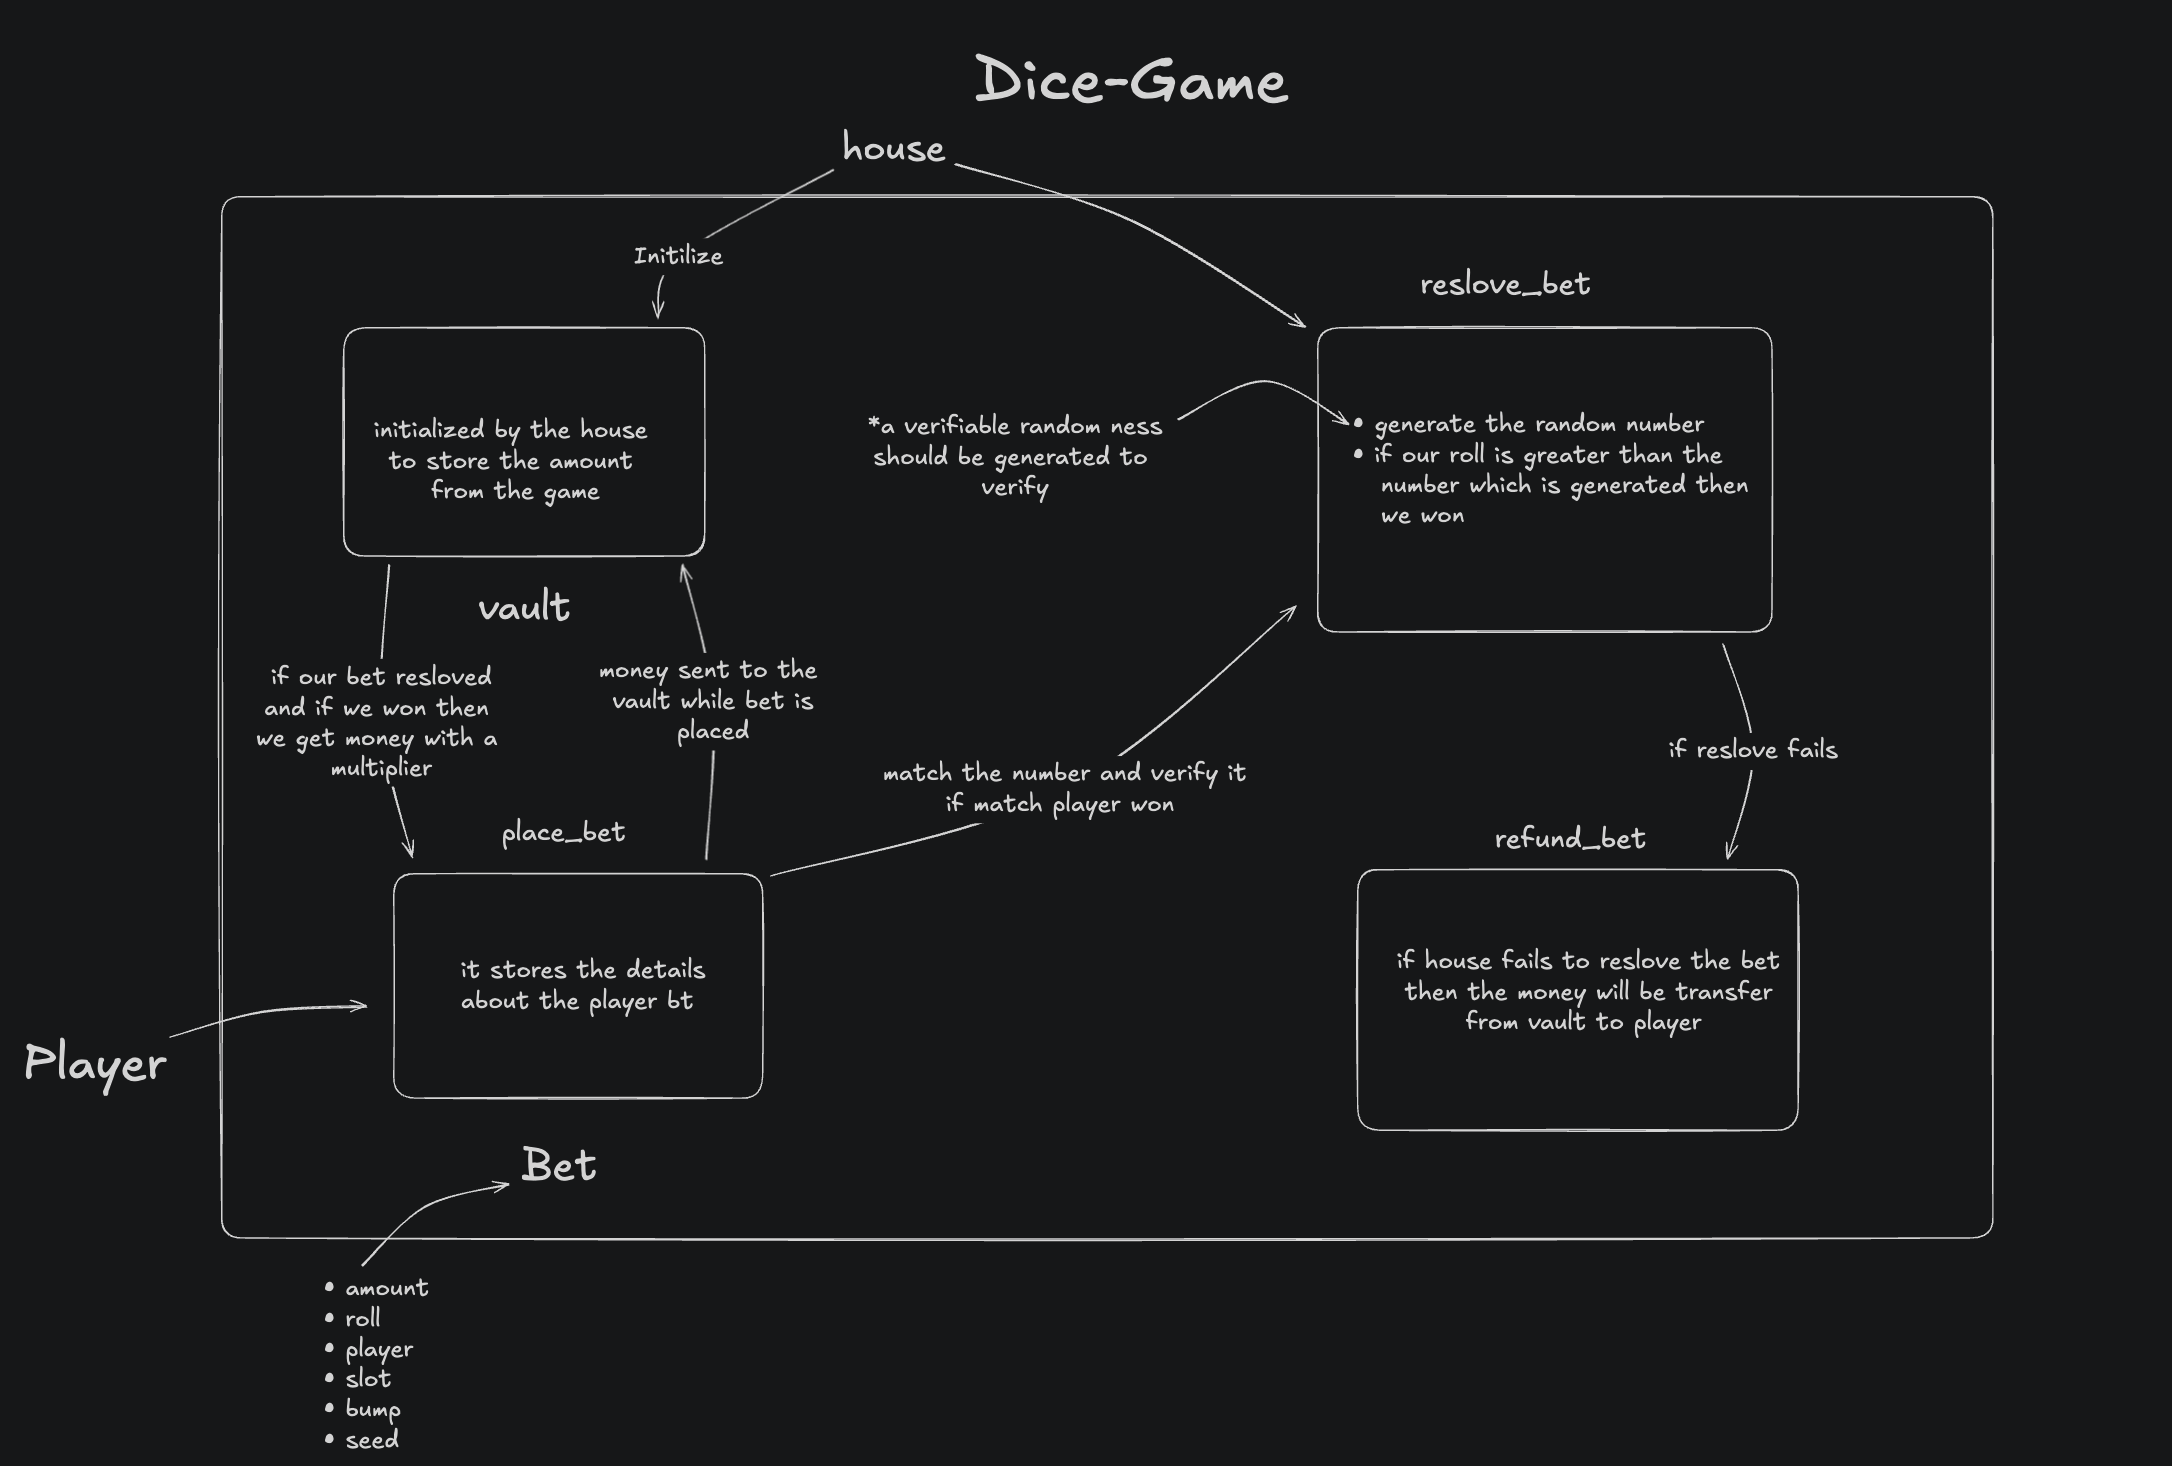 Dice-Game
house
Initilize
initialized by the house
to store the amount
from the game
vault
reslove_bet
*a verifiable random ness
should be generated to
verify
• generate the random number
• if our roll is greater than the
number which is generated then
we won
if our bet resloved
and if we won then
we get money with a
multiplier
money sent to the
vault while bet is
placed
match the number and verify it
if match player won
if reslove fails
place_bet
it stores the details
about the player bt
refund_bet
if house fails to reslove the bet
then the money will be transfer
from vault to player
Player
Bet
• amount
• roll
• player
• slot
• bump
• seed